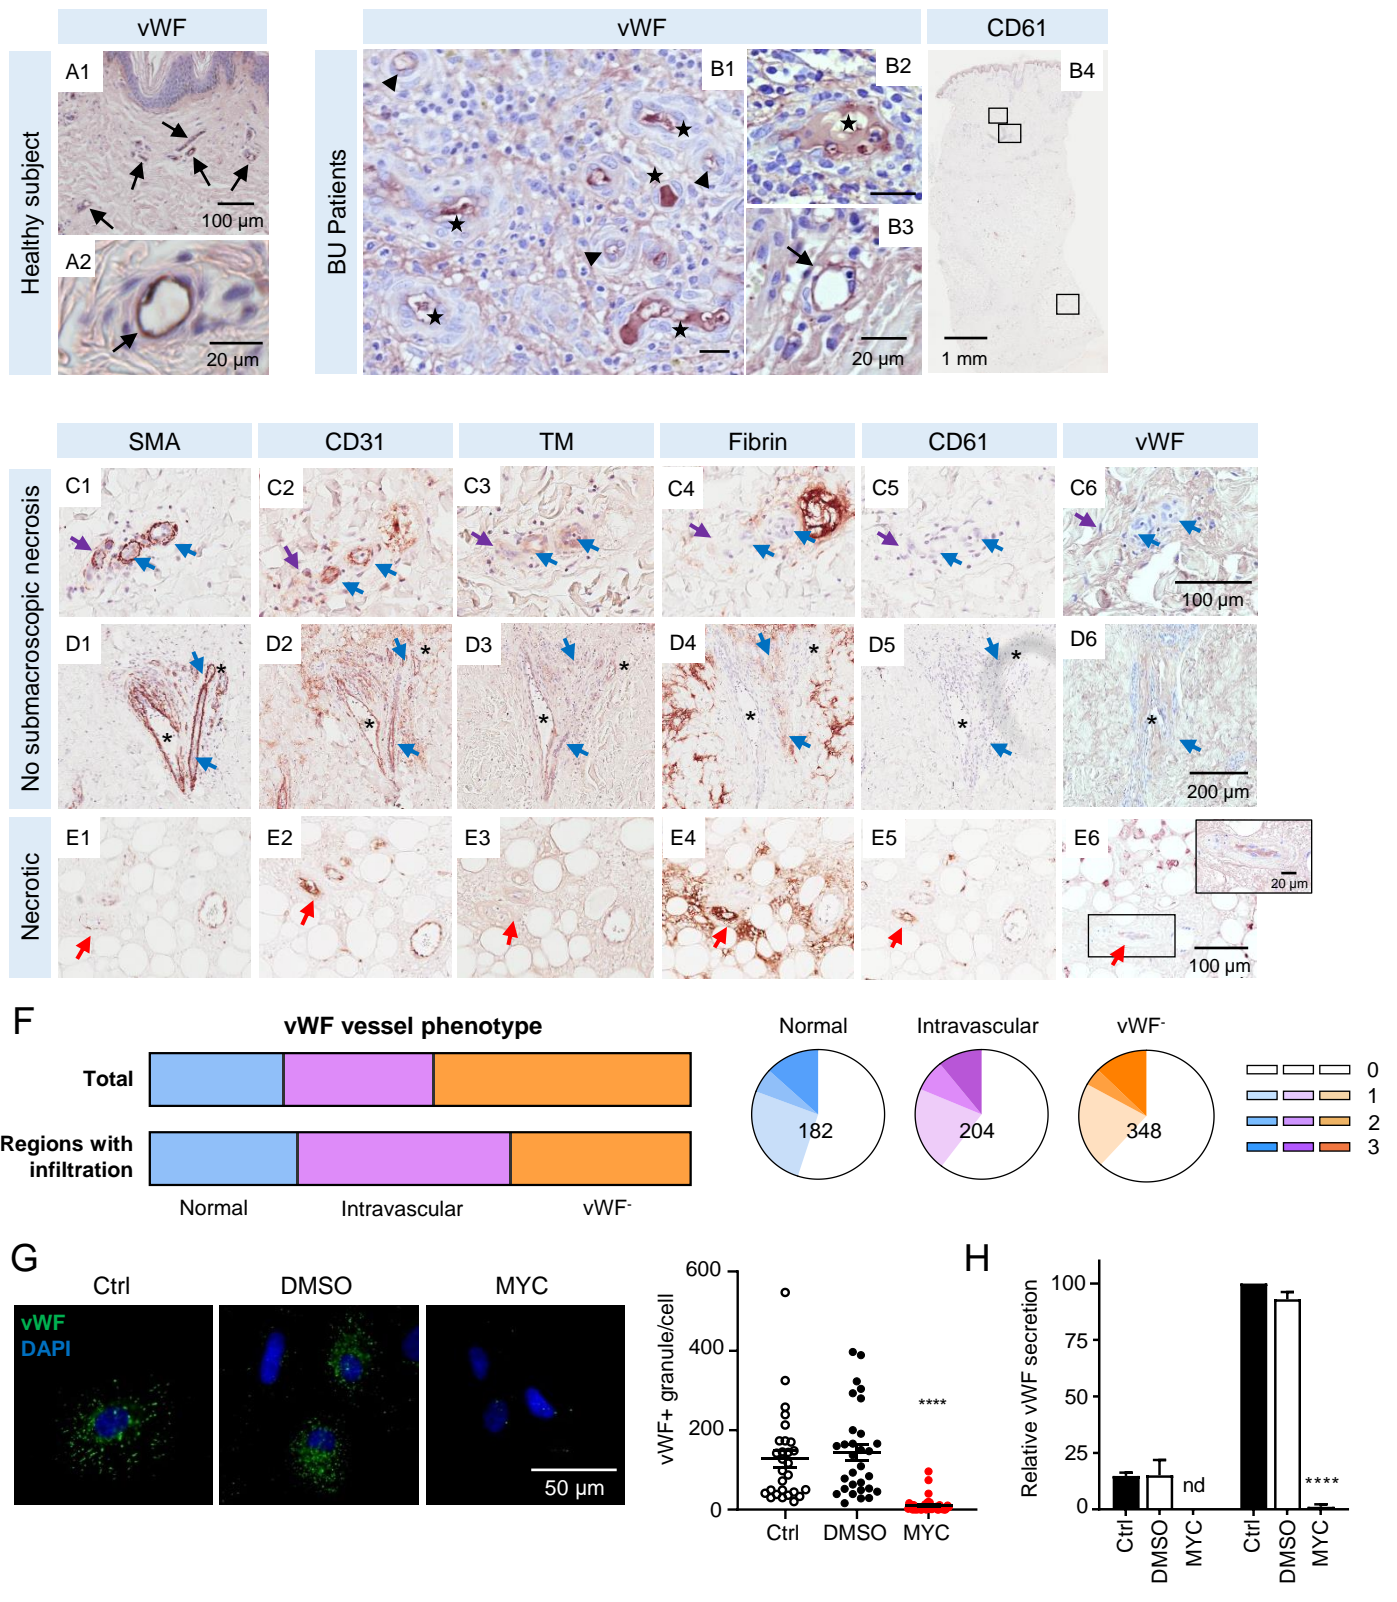 vWF
vWF
CD61
Healthy subject
A1
100 µm
A2
20 µm
BU Patients
B1
B2
B3
20 µm
B4
1 mm
SMA
CD31
TM
Fibrin
CD61
vWF
No submacroscopic necrosis
C1
C2
C3
C4
C5
C6
100 µm
D1
D2
D3
D4
D5
D6
200 µm
Necrotic
E1
E2
E3
E4
E5
E6
20 µm
100 µm
F
vWF vessel phenotype
Total
Regions with
infiltration
Normal
Intravascular
vWF-
Normal
Intravascular
vWF-
182
204
348
0
1
2
3
G
Ctrl
DMSO
MYC
vWF
DAPI
50 µm
vWF+ granule/cell
600
400
200
0
****
Ctrl
DMSO
MYC
H
Relative vWF secretion
100
75
50
25
0
nd
****
Ctrl
DMSO
MYC
Ctrl
DMSO
MYC